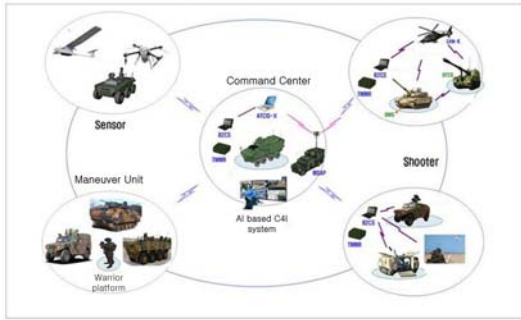 Command Center
Sensor
ATCIS-II
B2CS
TMMR
AI based C4I
system
Maneuver Unit
Warrior
platform
B2CS
TMMR
Shooter
B2CS
TMMR